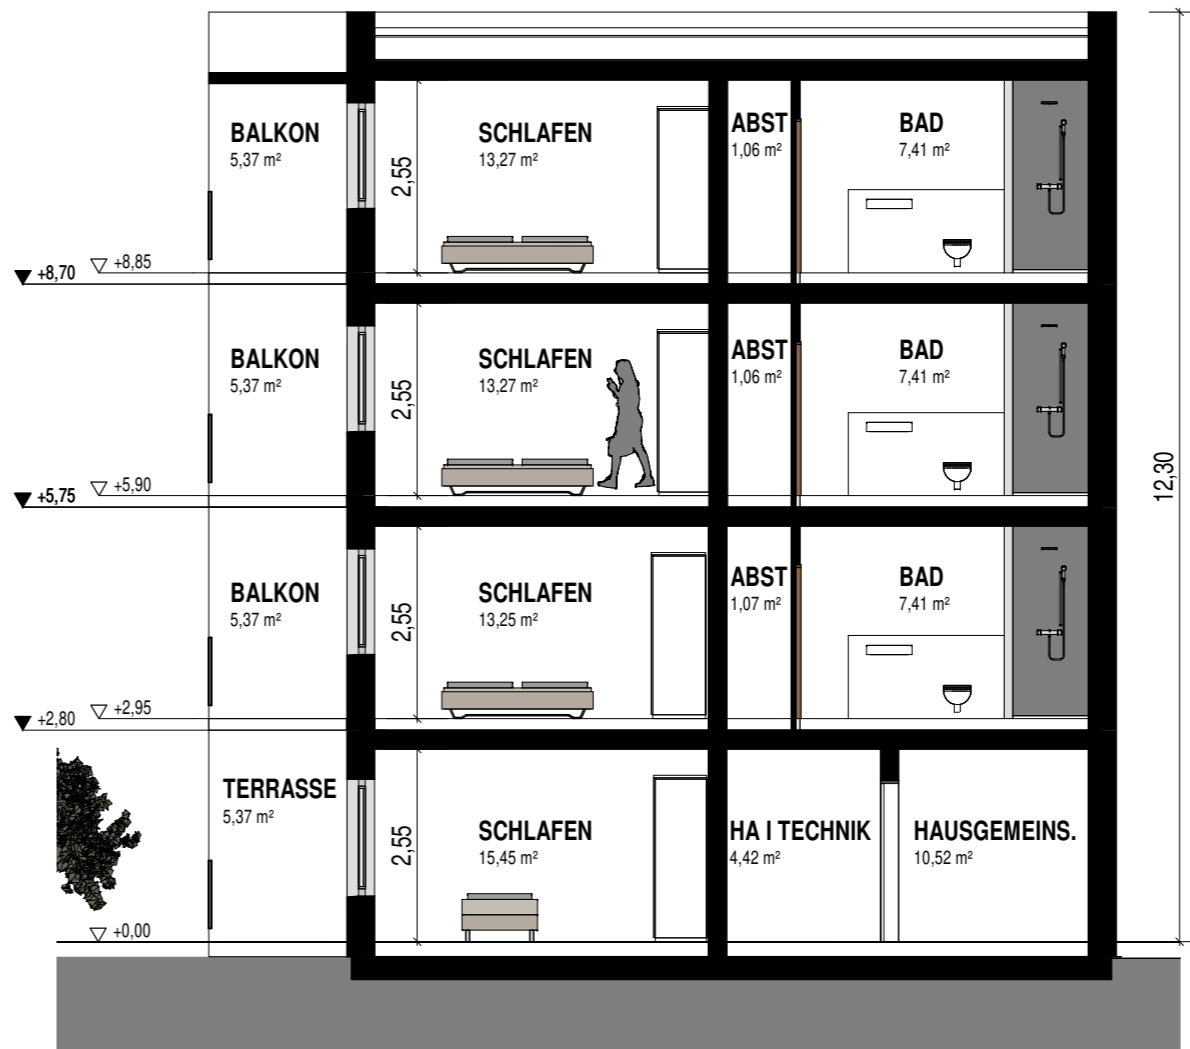 BALKON
5,37 m²
SCHLAFEN
13,27 m²
2,55
ABST
1,06 m²
BAD
7,41 m²
+8,70
+8,85
BALKON
5,37 m²
SCHLAFEN
13,27 m²
2,55
ABST
1,06 m²
BAD
7,41 m²
+5,75
+5,90
12,30
BALKON
5,37 m²
SCHLAFEN
13,25 m²
2,55
ABST
1,07 m²
BAD
7,41 m²
+2,80
+2,95
TERRASSE
5,37 m²
SCHLAFEN
15,45 m²
2,55
HA I TECHNIK
4,42 m²
HAUSGEMEINS.
10,52 m²
+0,00